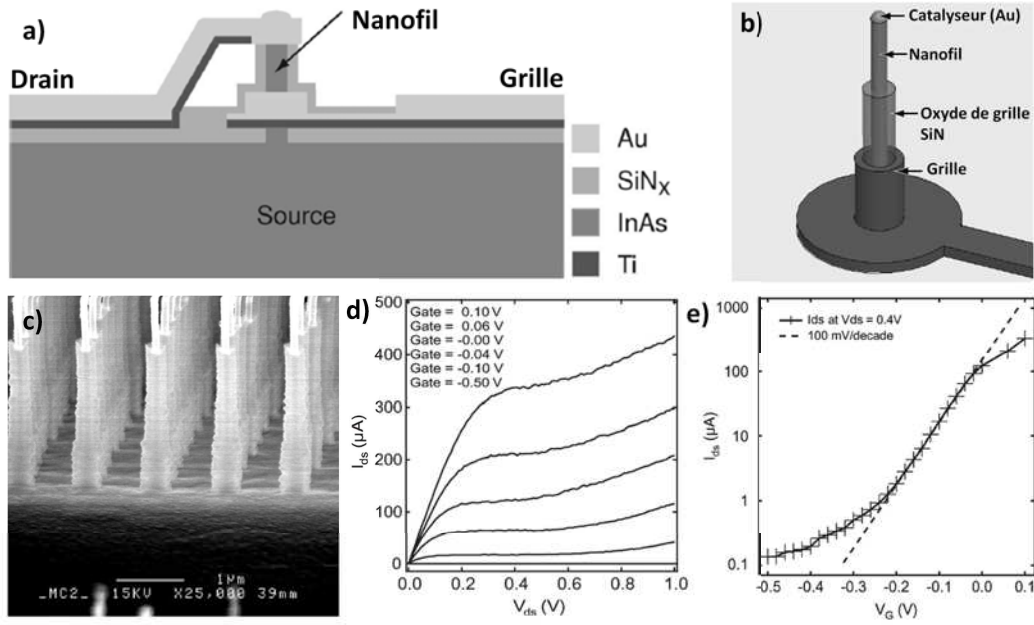 a)
Nanofil
Drain
Grille
Source
Au
SiNX
InAs
Ti
b)
Catalyseur (Au)
Nanofil
Oxyde de grille
SiN
Grille
c)
1μm
_MC2_ 15KV X25,000 39mm
d)
500
400
300
200
100
0
Ids (μA)
Gate = 0.10 V
Gate = 0.06 V
Gate = -0.00 V
Gate = -0.04 V
Gate = -0.10 V
Gate = -0.50 V
0.0 0.2 0.4 0.6 0.8 1.0
Vds (V)
e)
1000
100
10
1
0.1
Ids (μA)
Ids at Vds = 0.4V
100 mV/decade
-0.5 -0.4 -0.3 -0.2 -0.1 0.0 0.1
VG (V)